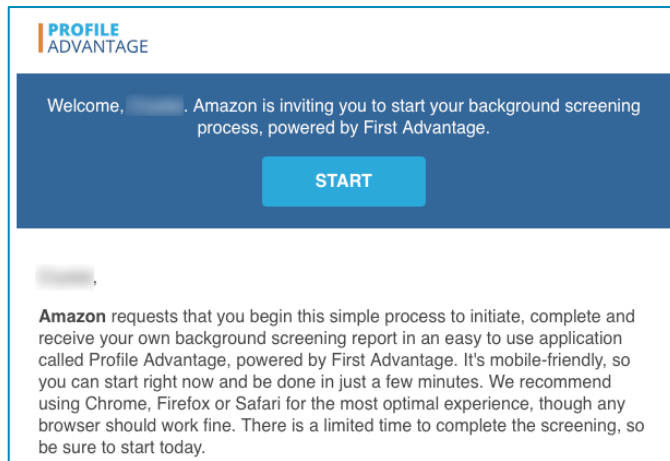 PROFILE
ADVANTAGE
Welcome, . Amazon is inviting you to start your background screening
process, powered by First Advantage.
START
,
Amazon requests that you begin this simple process to initiate, complete and
receive your own background screening report in an easy to use application
called Profile Advantage, powered by First Advantage. It's mobile-friendly, so
you can start right now and be done in just a few minutes. We recommend
using Chrome, Firefox or Safari for the most optimal experience, though any
browser should work fine. There is a limited time to complete the screening, so
be sure to start today.